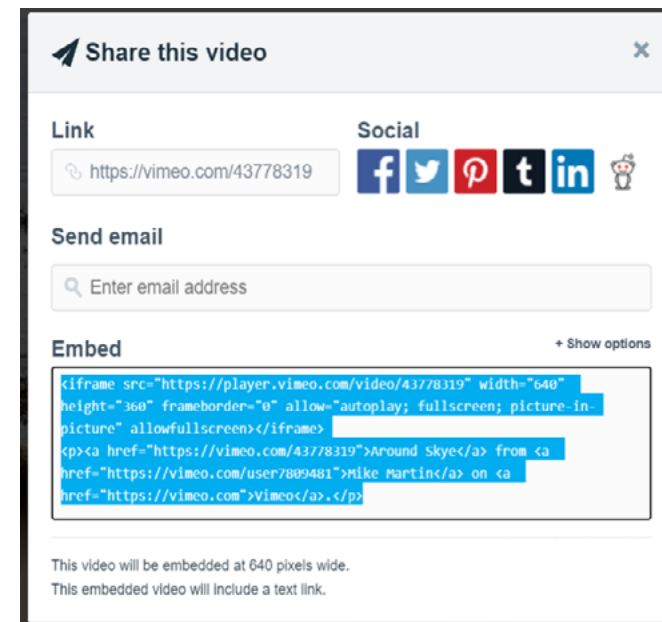 Share this video
Link
Social
https://vimeo.com/43778319
Send email
Enter email address
Embed
+ Show options
<iframe src="https://player.vimeo.com/video/43778319" width="640"
height="360" frameborder="0" allow="autoplay; fullscreen; picture-in-
picture" allowfullscreen></iframe>
<p><a href="https://vimeo.com/43778319">Around Skye</a> from <a
href="https://vimeo.com/user7809481">Mike Martin</a> on <a
href="https://vimeo.com">Vimeo</a>.</p>
This video will be embedded at 640 pixels wide.
This embedded video will include a text link.